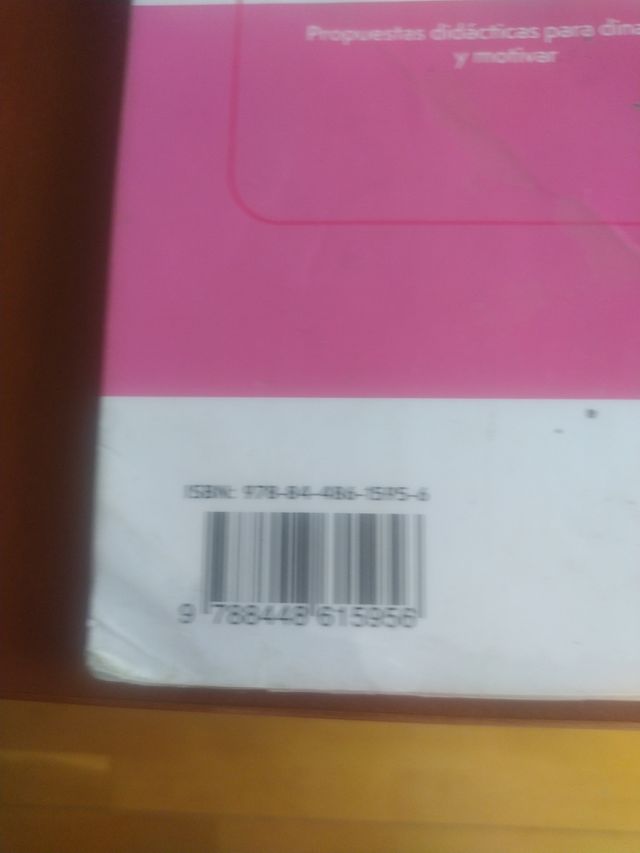 Propuestas didácticas para dina
y motivar
ISBN: 978-84-486-1595-6
9 788448 615956